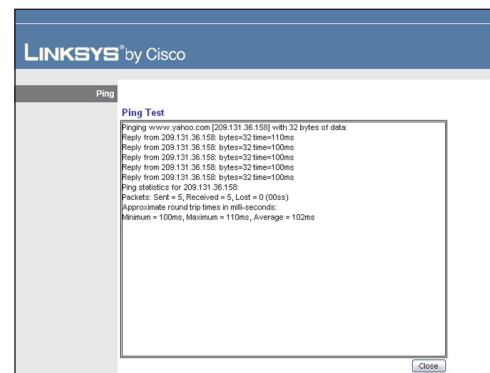 LINKSYS® by Cisco
Ping
Ping Test
Pinging www.yahoo.com [209.131.36.158] with 32 bytes of data:
Reply from 209.131.36.158: bytes=32 time=110ms
Reply from 209.131.36.158: bytes=32 time=100ms
Reply from 209.131.36.158: bytes=32 time=100ms
Reply from 209.131.36.158: bytes=32 time=100ms
Reply from 209.131.36.158: bytes=32 time=100ms
Ping statistics for 209.131.36.158:
Packets: Sent = 5, Received = 5, Lost = 0 (00ss)
Approximate round trip times in milli-seconds:
Minimum = 100ms, Maximum = 110ms, Average = 102ms
Close